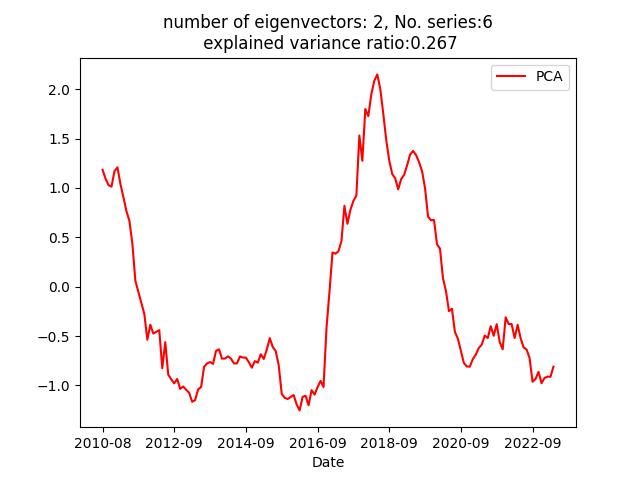 number of eigenvectors: 2, No. series:6
explained variance ratio:0.267
PCA
2.0
1.5
1.0
0.5
0.0
−0.5
−1.0
2010-08 2012-09 2014-09 2016-09 2018-09 2020-09 2022-09
Date